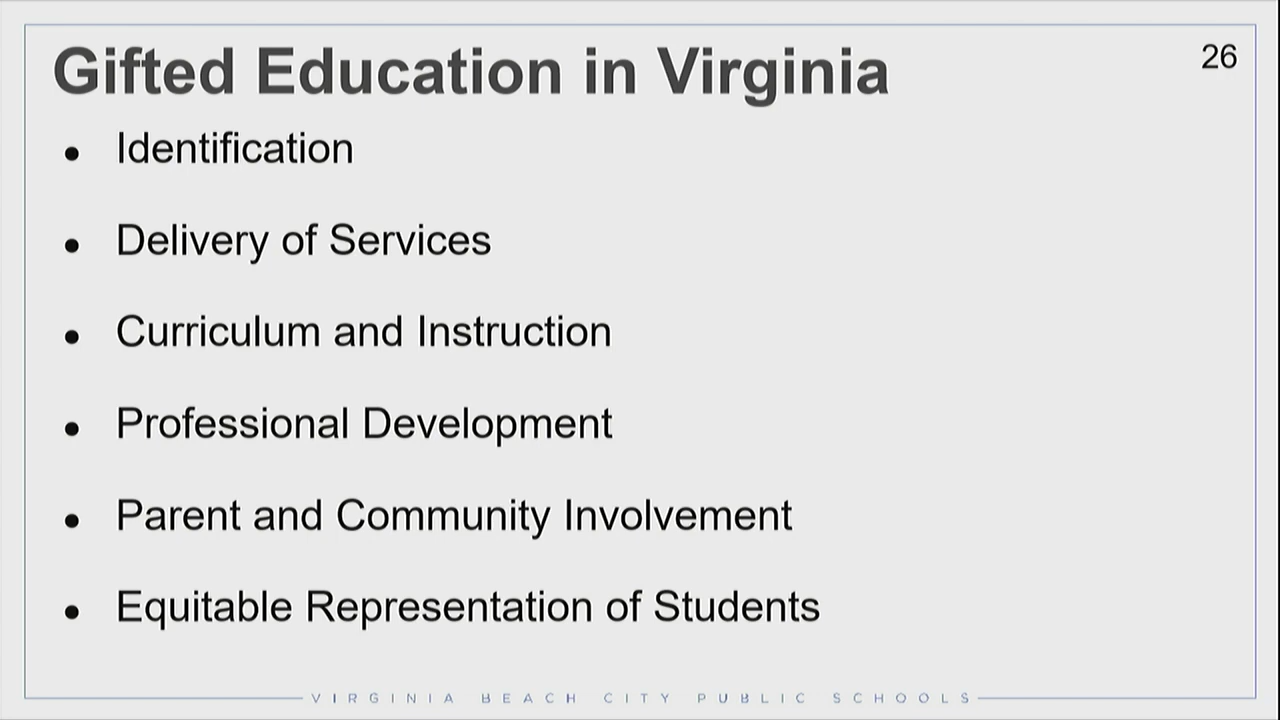 Gifted Education in Virginia
26
• Identification
• Delivery of Services
• Curriculum and Instruction
• Professional Development
• Parent and Community Involvement
• Equitable Representation of Students
VIRGINIA BEACH CITY PUBLIC SCHOOLS